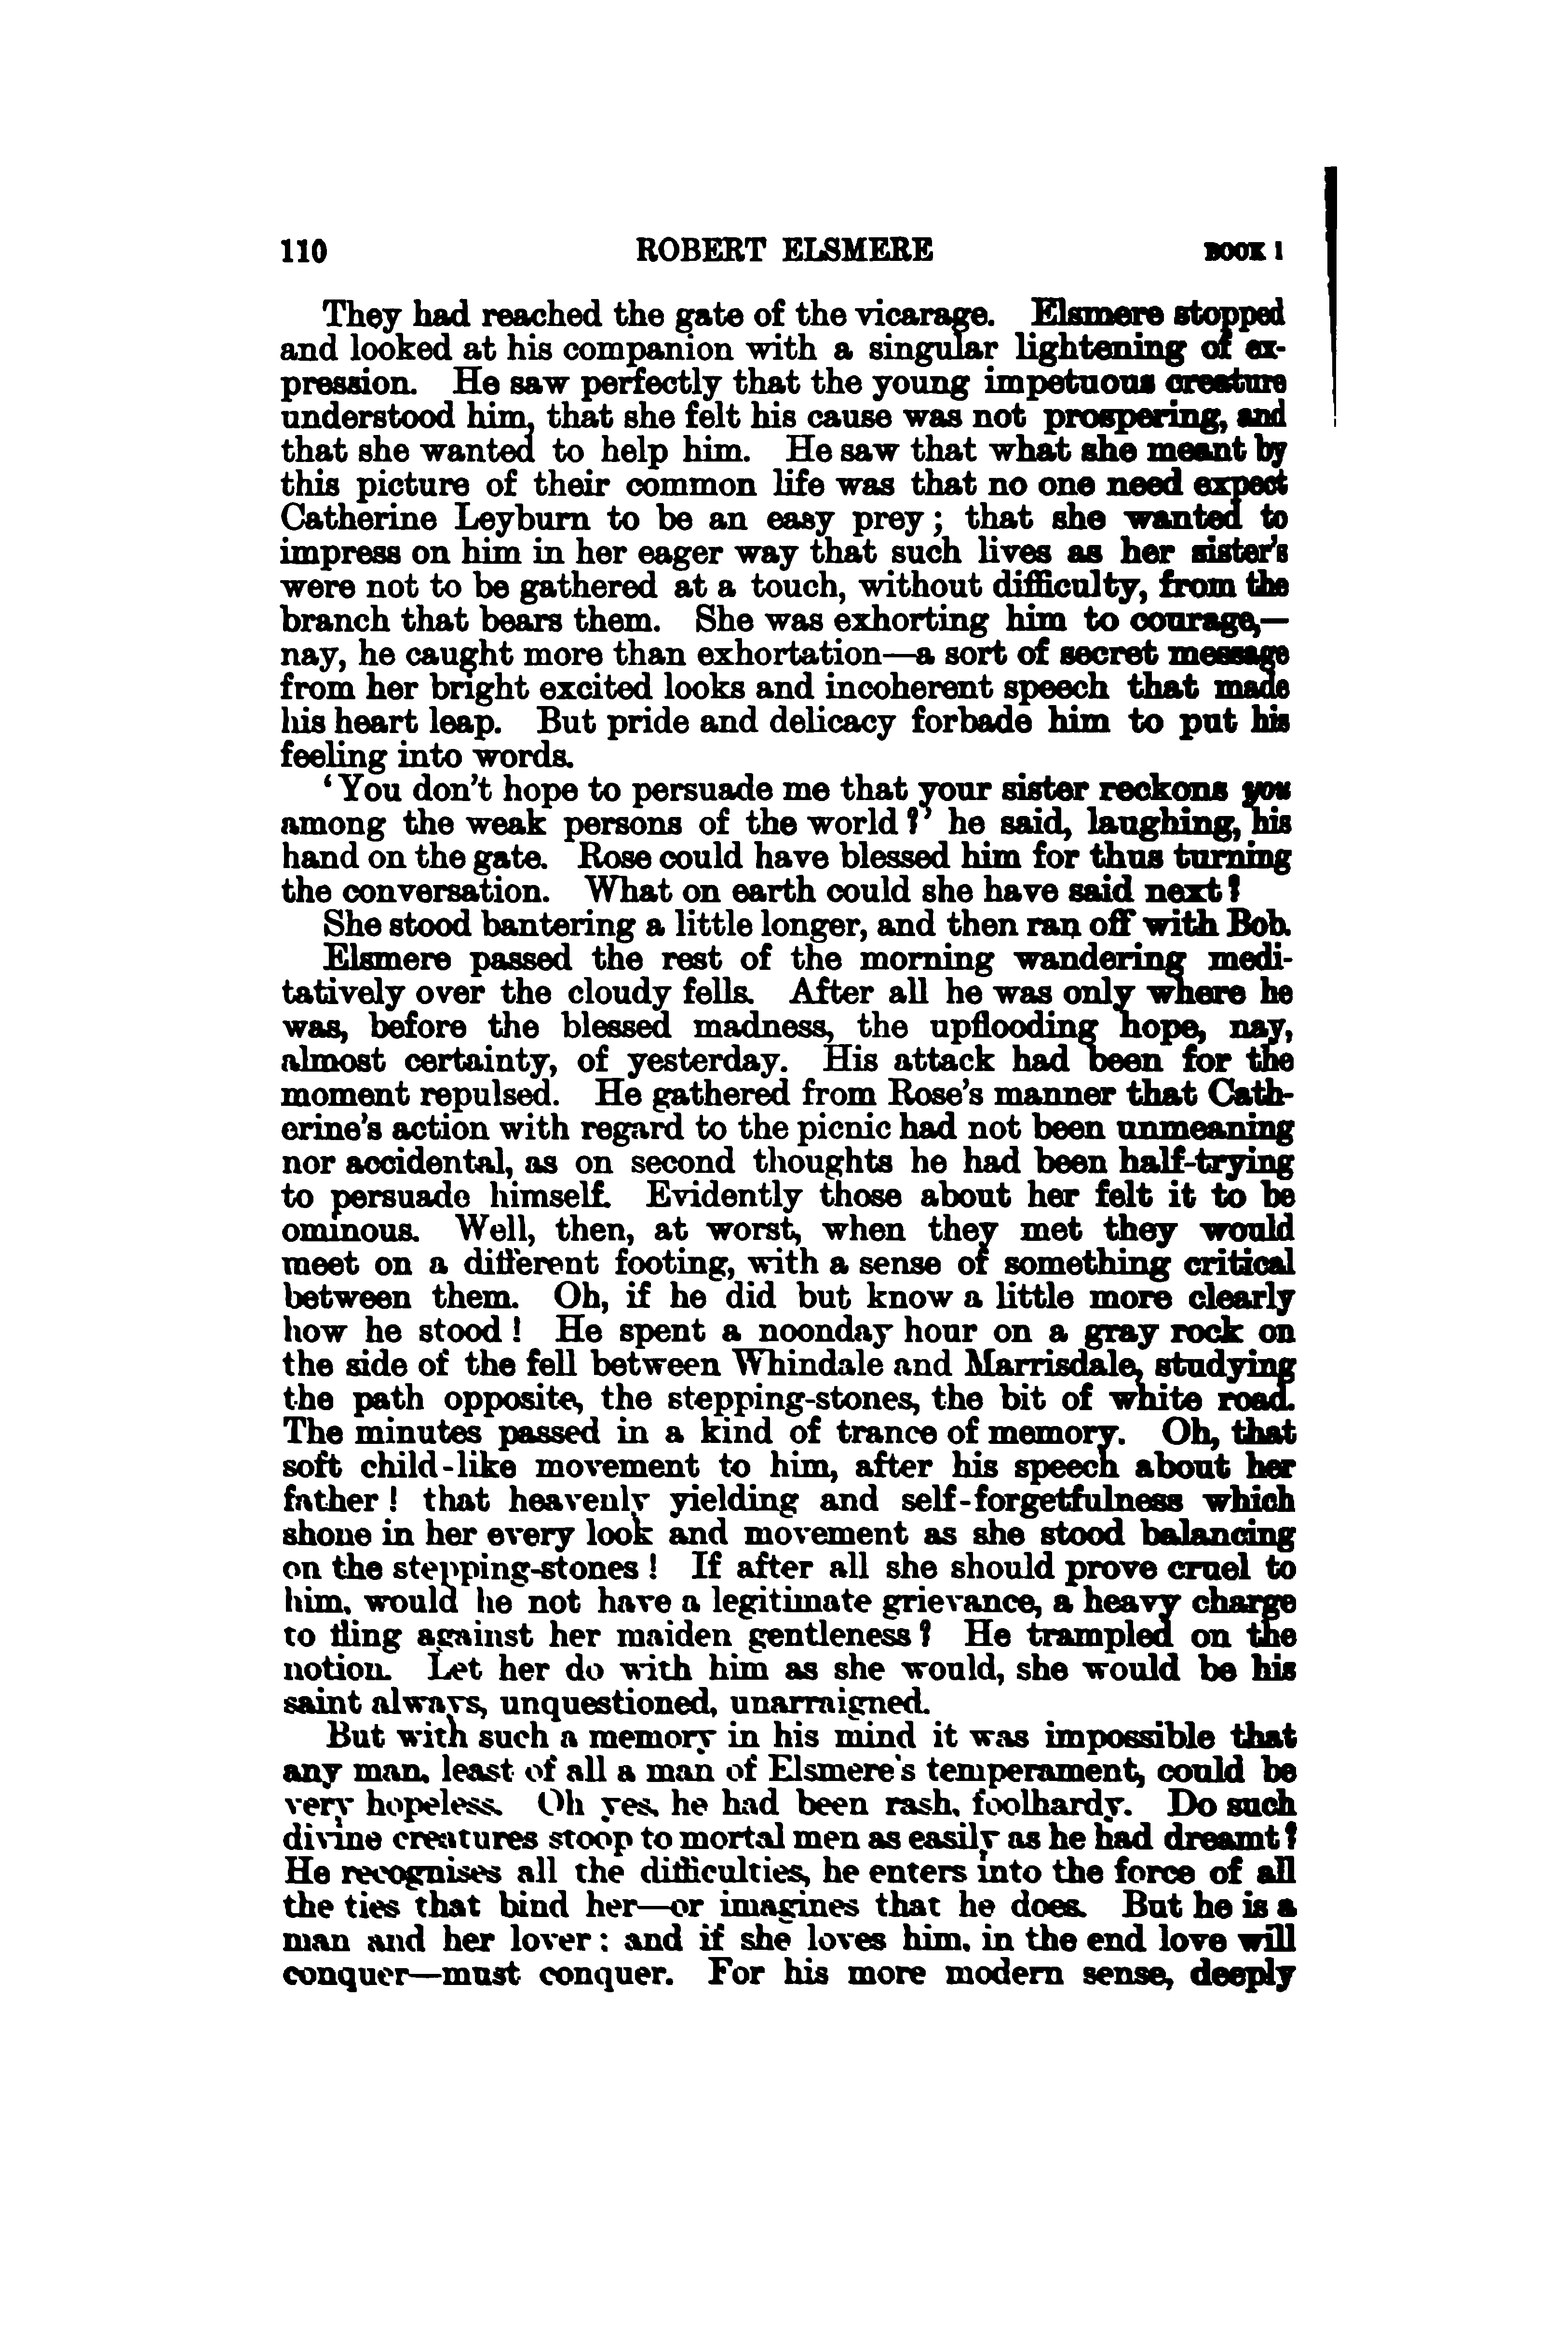 110 ROBERT ELSMERE BOOK I
They had reached the gate of the vicarage. Elsmere stopped
and looked at his companion with a singular lightening of ex-
pression. He saw perfectly that the young impetuous creature
understood him, that she felt his cause was not prospering, and
that she wanted to help him. He saw that what she meant by
this picture of their common life was that no one need expect
Catherine Leyburn to be an easy prey; that she wanted to
impress on him in her eager way that such lives as her sister's
were not to be gathered at a touch, without difficulty, from the
branch that bears them. She was exhorting him to courage,—
nay, he caught more than exhortation—a sort of secret message
from her bright excited looks and incoherent speech that made
his heart leap. But pride and delicacy forbade him to put his
feeling into words.
'You don't hope to persuade me that your sister reckons you
among the weak persons of the world?' he said, laughing, his
hand on the gate. Rose could have blessed him for thus turning
the conversation. What on earth could she have said next?
She stood bantering a little longer, and then ran off with Bob.
Elsmere passed the rest of the morning wandering medi-
tatively over the cloudy fells. After all he was only where he
was, before the blessed madness, the upflooding hope, nay,
almost certainty, of yesterday. His attack had been for the
moment repulsed. He gathered from Rose's manner that Cath-
erine's action with regard to the picnic had not been unmeaning
nor accidental, as on second thoughts he had been half-trying
to persuade himself. Evidently those about her felt it to be
ominous. Well, then, at worst, when they met they would
meet on a different footing, with a sense of something critical
between them. Oh, if he did but know a little more clearly
how he stood! He spent a noonday hour on a gray rock on
the side of the fell between Whindale and Marrisdale, studying
the path opposite, the stepping-stones, the bit of white road.
The minutes passed in a kind of trance of memory. Oh, that
soft child-like movement to him, after his speech about her
father! that heavenly yielding and self-forgetfulness which
shone in her every look and movement as she stood balancing
on the stepping-stones! If after all she should prove cruel to
him, would he not have a legitimate grievance, a heavy charge
to fling against her maiden gentleness? He trampled on the
notion. Let her do with him as she would, she would be his
saint always, unquestioned, unarraigned.
But with such a memory in his mind it was impossible that
any man, least of all a man of Elsmere's temperament, could be
very hopeless. Oh yes, he had been rash, foolhardy. Do such
divine creatures stoop to mortal men as easily as he had dreamt?
He recognises all the difficulties, he enters into the force of all
the ties that bind her—or imagines that he does. But he is a
man and her lover; and if she loves him, in the end love will
conquer—must conquer. For his more modern sense, deeply